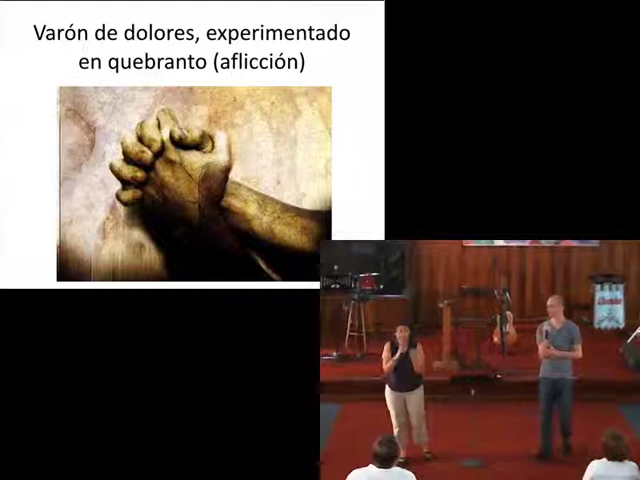 Varón de dolores, experimentado
en quebranto (aflicción)